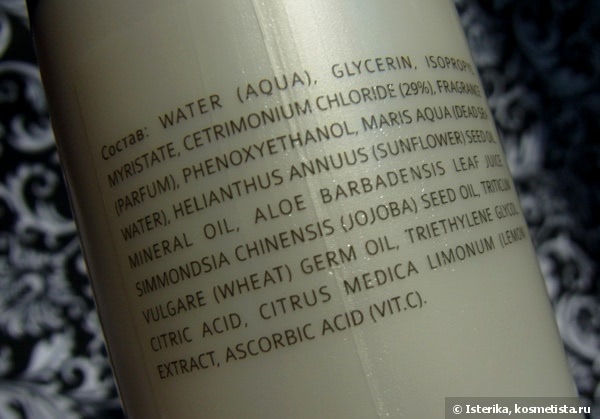 Состав: WATER (AQUA), GLYCERIN, ISOPROPYL
MYRISTATE, CETRIMONIUM CHLORIDE (29%), FRAGRANCE
(PARFUM), PHENOXYETHANOL, MARIS AQUA (DEAD SEA
WATER), HELIANTHUS ANNUUS (SUNFLOWER) SEED OIL,
MINERAL OIL, ALOE BARBADENSIS LEAF JUICE
SIMMONDSIA CHINENSIS (JOJOBA) SEED OIL, TRITICUM
VULGARE (WHEAT) GERM OIL, TRIETHYLENE GLYCOL,
CITRIC ACID, CITRUS MEDICA LIMONUM (LEMON
EXTRACT, ASCORBIC ACID (VIT.C).
© Isterika, kosmetista.ru